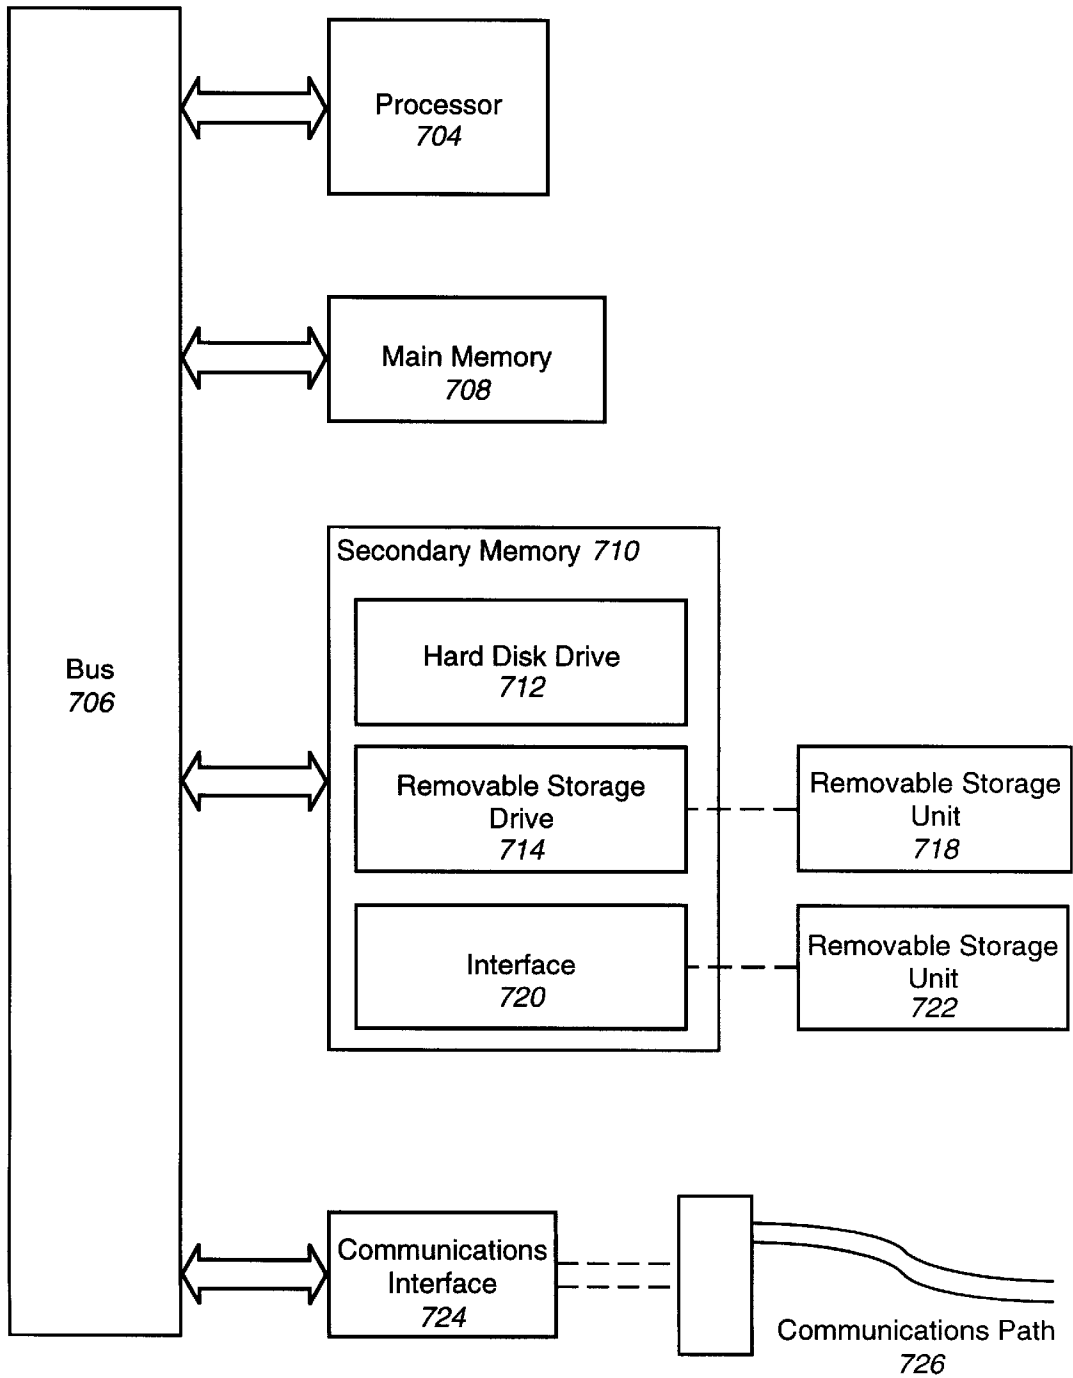 Processor
704
Main Memory
708
Secondary Memory 710
Hard Disk Drive
712
Bus
706
Removable Storage
Drive
714
Removable Storage
Unit
718
Interface
720
Removable Storage
Unit
722
Communications
Interface
724
Communications Path
726